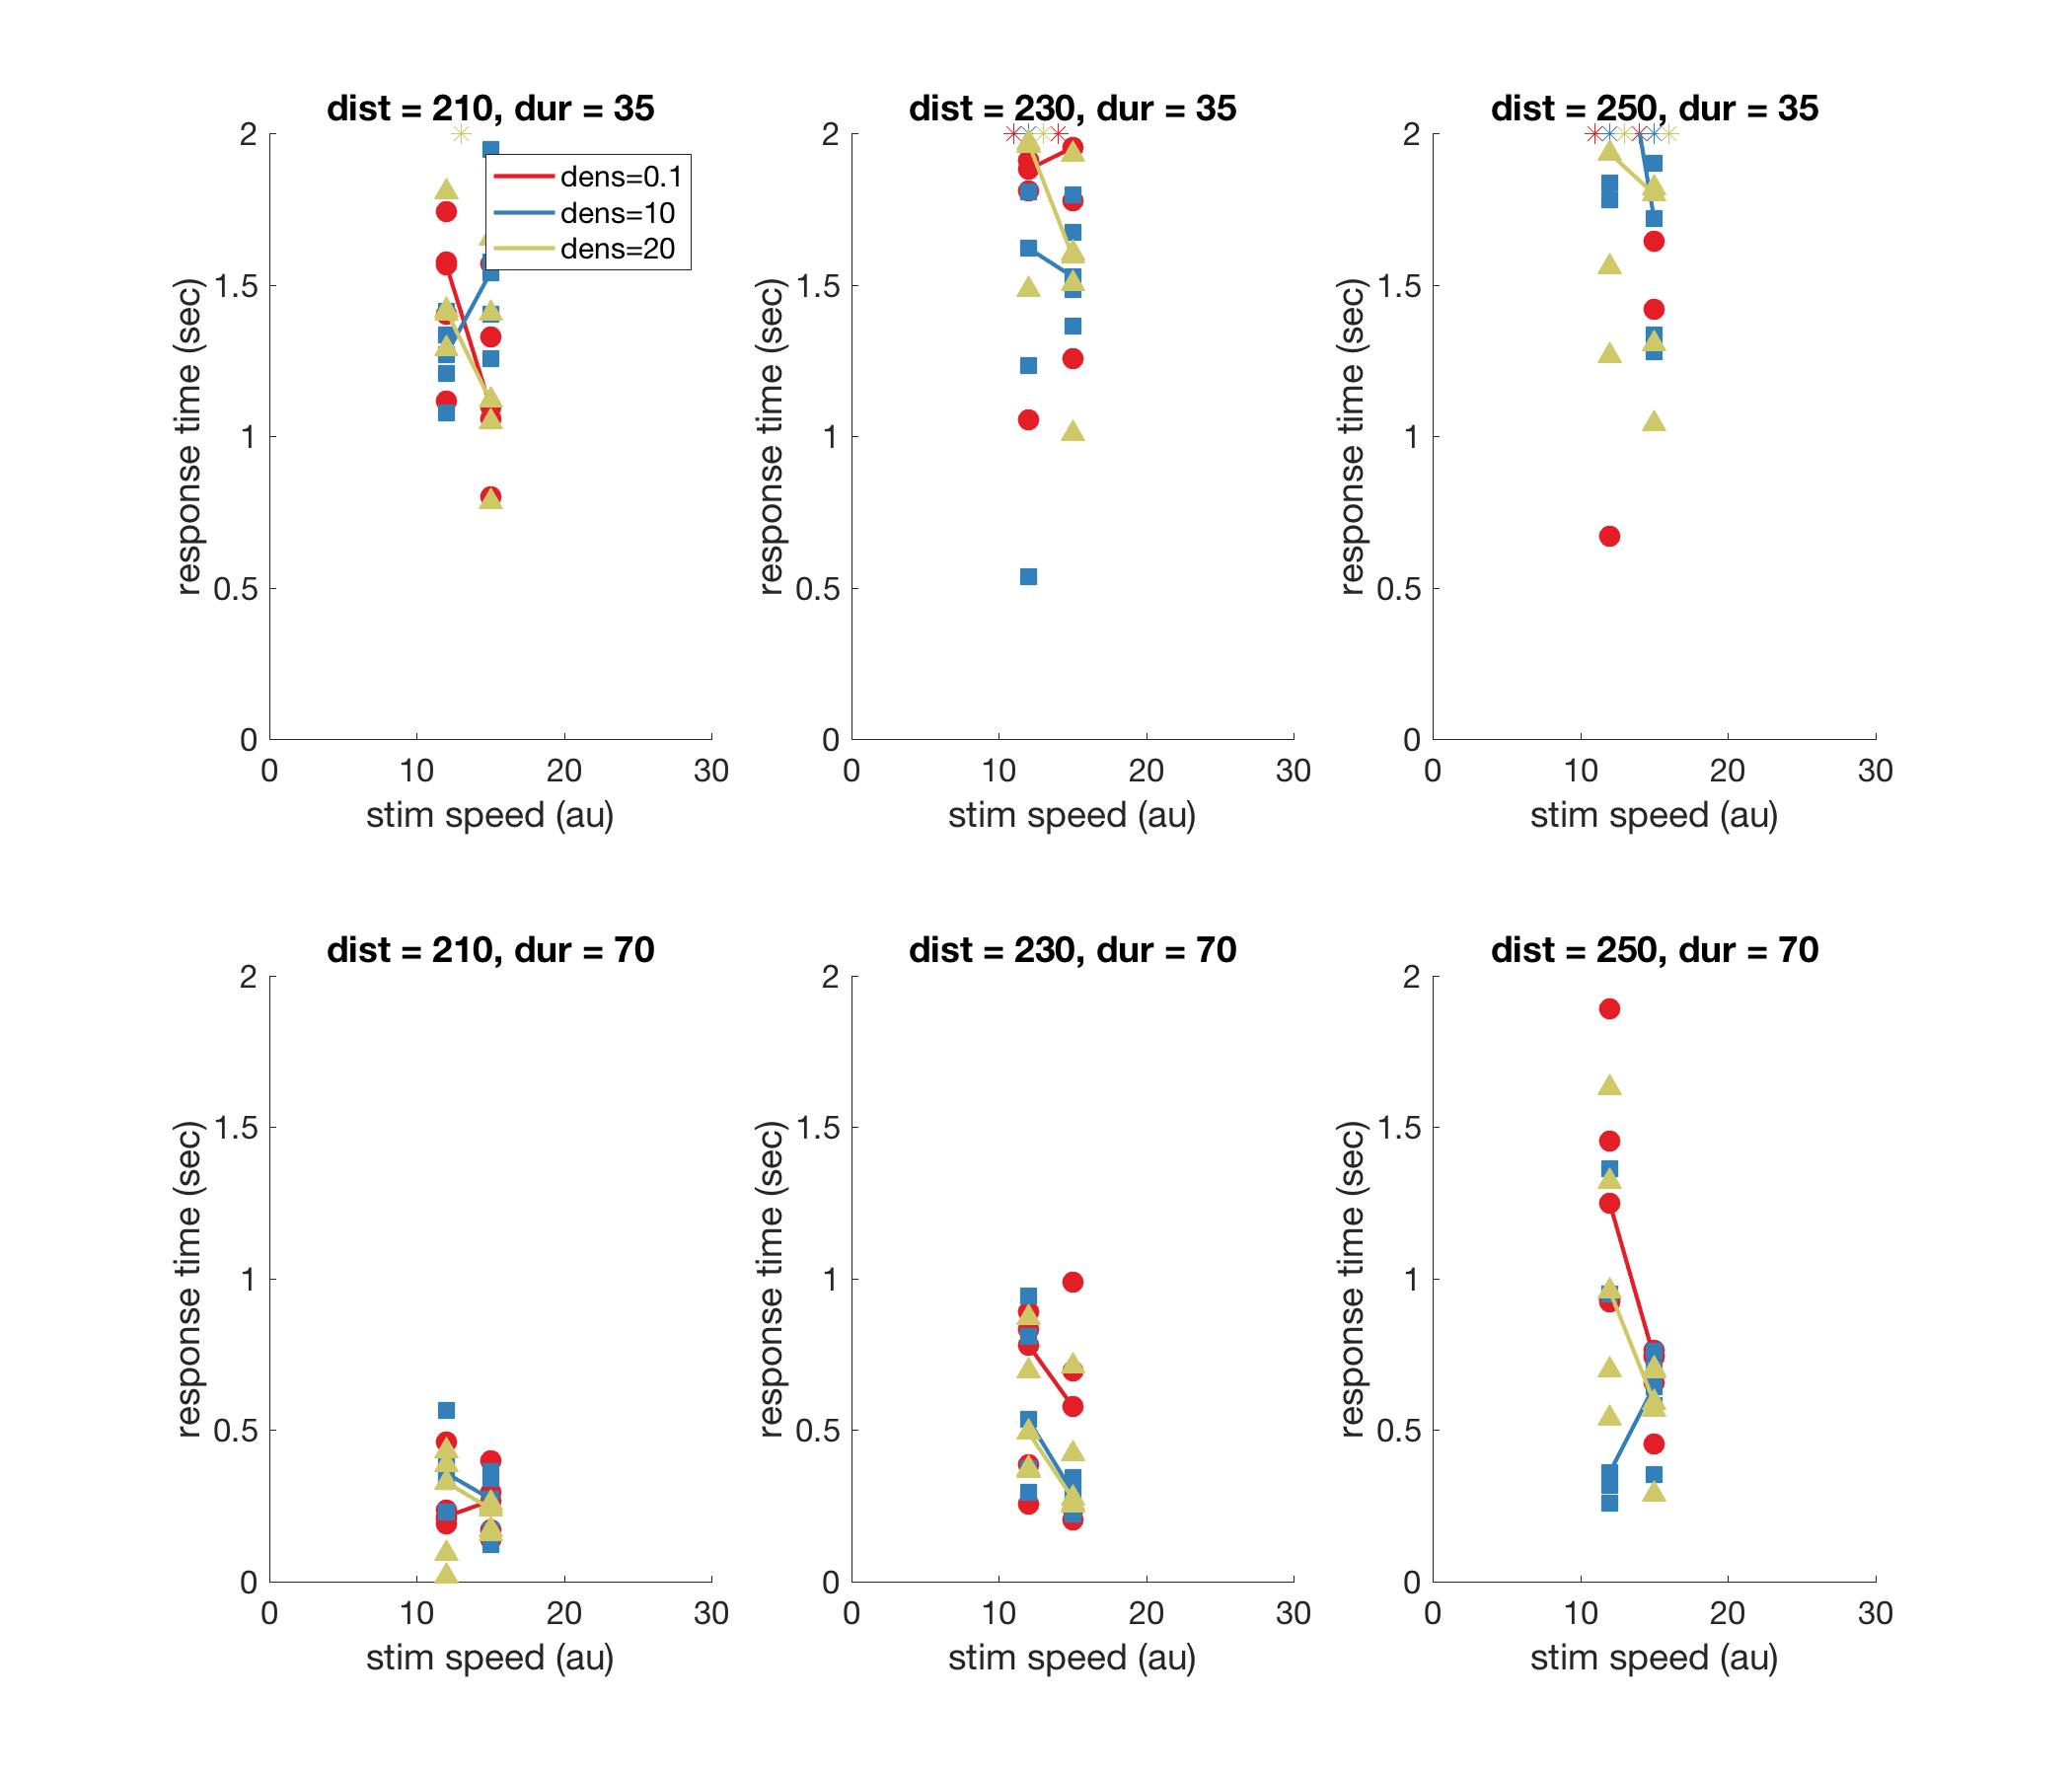 dist = 210, dur = 35
2
1.5
1
0.5
0
0
10
20
30
response time (sec)
stim speed (au)
dens=0.1
dens=10
dens=20
dist = 230, dur = 35
2
1.5
1
0.5
0
0
10
20
30
response time (sec)
stim speed (au)
dist = 250, dur = 35
2
1.5
1
0.5
0
0
10
20
30
response time (sec)
stim speed (au)
dist = 210, dur = 70
2
1.5
1
0.5
0
0
10
20
30
response time (sec)
stim speed (au)
dist = 230, dur = 70
2
1.5
1
0.5
0
0
10
20
30
response time (sec)
stim speed (au)
dist = 250, dur = 70
2
1.5
1
0.5
0
0
10
20
30
response time (sec)
stim speed (au)